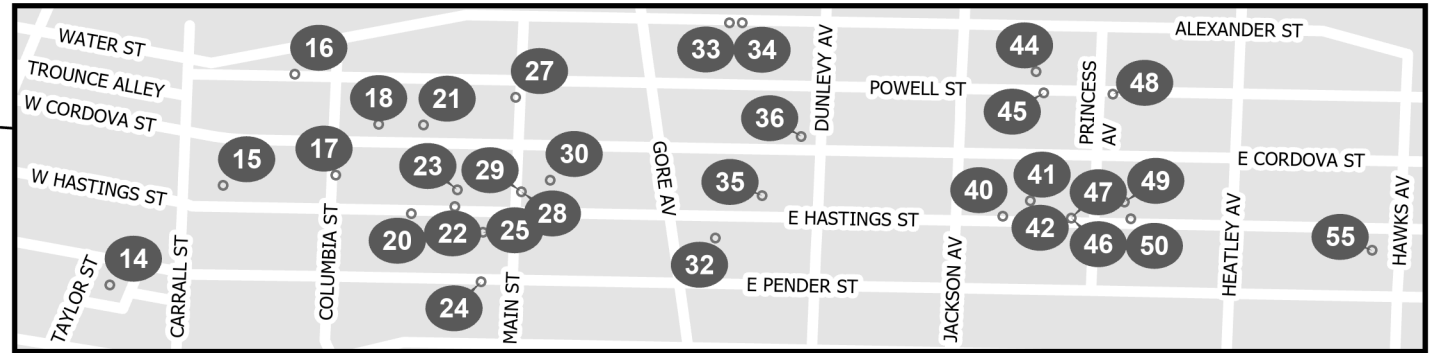 WATER ST
TROUNCE ALLEY
W CORDOVA ST
W HASTINGS ST
TAYLOR ST
CARRALL ST
COLUMBIA ST
MAIN ST
GORE AV
DUNLEVY AV
JACKSON AV
PRINCESS
AV
HEATLEY AV
HAWKS AV
ALEXANDER ST
POWELL ST
E CORDOVA ST
E HASTINGS ST
E PENDER ST
14
15
16
17
18
20
21
22
23
24
25
27
28
29
30
32
33
34
35
36
40
41
42
44
45
46
47
48
49
50
55